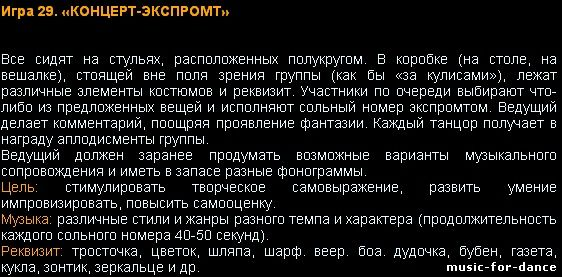 Игра 29. «КОНЦЕРТ-ЭКСПРОМТ»
Все сидят на стульях, расположенных полукругом. В коробке (на столе, на
вешалке), стоящей вне поля зрения группы (как бы «за кулисами»), лежат
различные элементы костюмов и реквизит. Участники по очереди выбирают что-
либо из предложенных вещей и исполняют сольный номер экспромтом. Ведущий
делает комментарий, поощряя проявление фантазии. Каждый танцор получает в
награду аплодисменты группы.
Ведущий должен заранее продумать возможные варианты музыкального
сопровождения и иметь в запасе разные фонограммы.
Цель: стимулировать творческое самовыражение, развить умение
импровизировать, повысить самооценку.
Музыка: различные стили и жанры разного темпа и характера (продолжительность
каждого сольного номера 40-50 секунд).
Реквизит: тросточка, цветок, шляпа, шарф. веер. боа. дудочка, бубен, газета,
кукла, зонтик, зеркальце и др.
music-for-dance